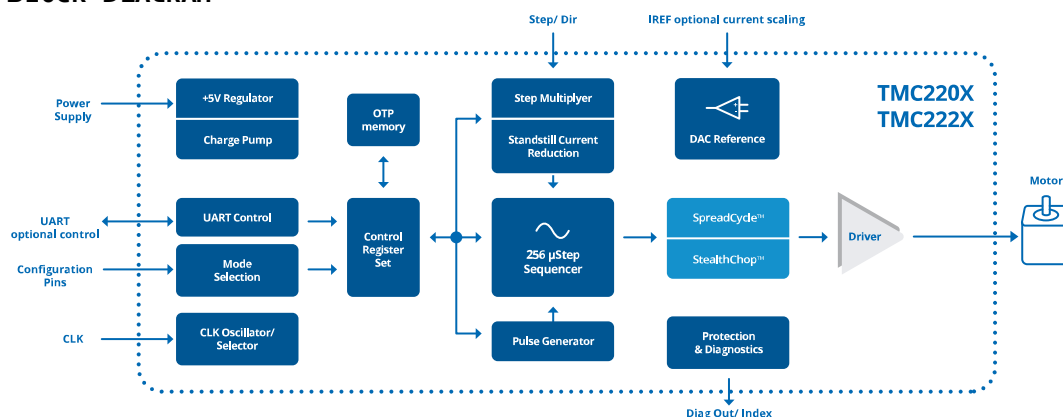 BLOCK DIAGRAM
Step/ Dir
IREF optional current scaling
TMC220X
TMC222X
Power
Supply
+5V Regulator
Charge Pump
OTP
memory
Step Multiplyer
Standstill Current
Reduction
DAC Reference
Motor
UART
optional control
UART Control
Configuration
Pins
Mode
Selection
Control
Register
Set
256 µStep
Sequencer
SpreadCycle™
StealthChop™
Driver
CLK
CLK Oscillator/
Selector
Pulse Generator
Protection
& Diagnostics
Diag Out/ Index